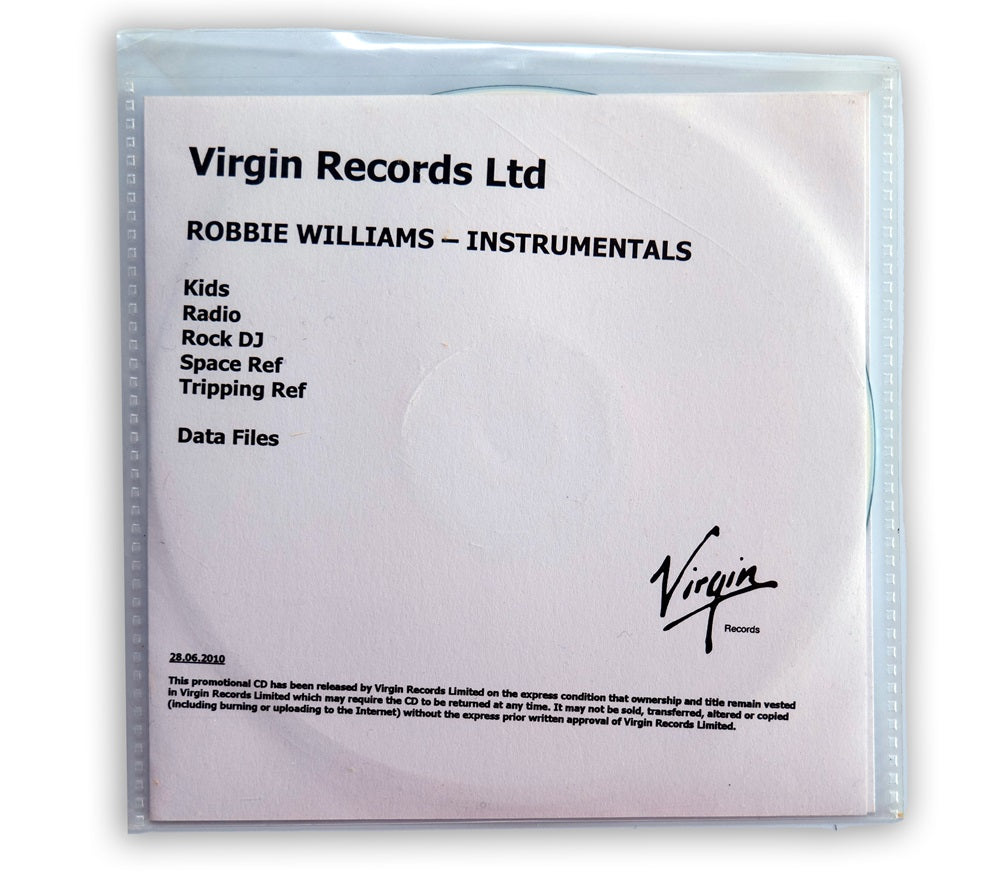 Virgin Records Ltd
ROBBIE WILLIAMS – INSTRUMENTALS
Kids
Radio
Rock DJ
Space Ref
Tripping Ref
Data Files
Virgin
Records
28.06.2010
This promotional CD has been released by Virgin Records Limited on the express condition that ownership and title remain vested
in Virgin Records Limited which may require the CD to be returned at any time. It may not be sold, transferred, altered or copied
(including burning or uploading to the Internet) without the express prior written approval of Virgin Records Limited.